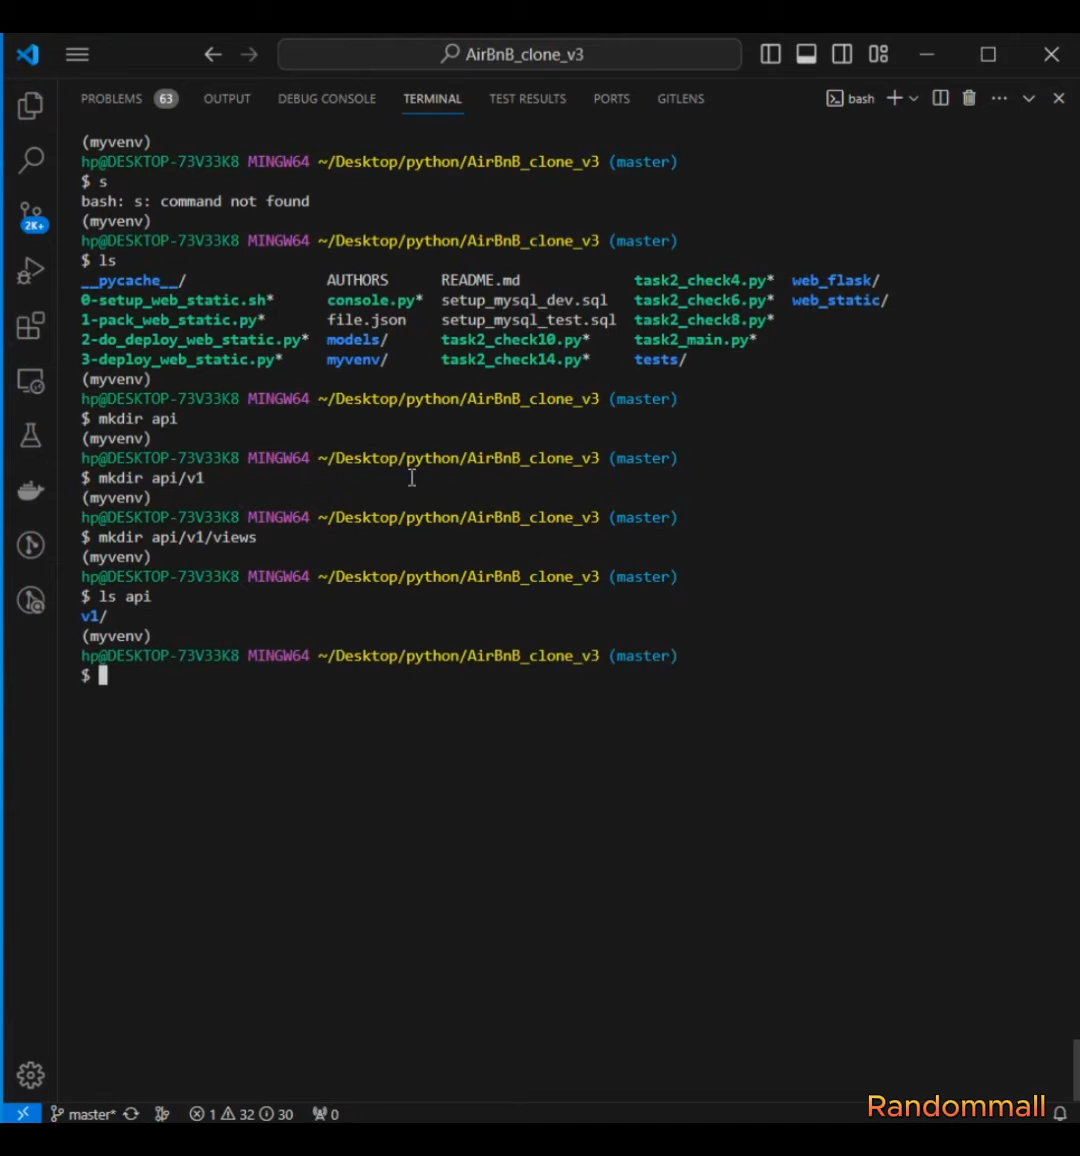 AirBnB_clone_v3
PROBLEMS 63 OUTPUT DEBUG CONSOLE TERMINAL TEST RESULTS PORTS GITLENS bash
(myvenv)
hp@DESKTOP-73V33K8 MINGW64 ~/Desktop/python/AirBnB_clone_v3 (master)
$ s
bash: s: command not found
(myvenv)
hp@DESKTOP-73V33K8 MINGW64 ~/Desktop/python/AirBnB_clone_v3 (master)
$ ls
__pycache__/ AUTHORS README.md task2_check4.py* web_flask/
0-setup_web_static.sh* console.py* setup_mysql_dev.sql task2_check6.py* web_static/
1-pack_web_static.py* file.json setup_mysql_test.sql task2_check8.py*
2-do_deploy_web_static.py* models/ task2_check10.py* task2_main.py*
3-deploy_web_static.py* myvenv/ task2_check14.py* tests/
(myvenv)
hp@DESKTOP-73V33K8 MINGW64 ~/Desktop/python/AirBnB_clone_v3 (master)
$ mkdir api
(myvenv)
hp@DESKTOP-73V33K8 MINGW64 ~/Desktop/python/AirBnB_clone_v3 (master)
$ mkdir api/v1
(myvenv)
hp@DESKTOP-73V33K8 MINGW64 ~/Desktop/python/AirBnB_clone_v3 (master)
$ mkdir api/v1/views
(myvenv)
hp@DESKTOP-73V33K8 MINGW64 ~/Desktop/python/AirBnB_clone_v3 (master)
$ ls api
v1/
(myvenv)
hp@DESKTOP-73V33K8 MINGW64 ~/Desktop/python/AirBnB_clone_v3 (master)
$
2K+
master* 1 32 30 0
Randommall